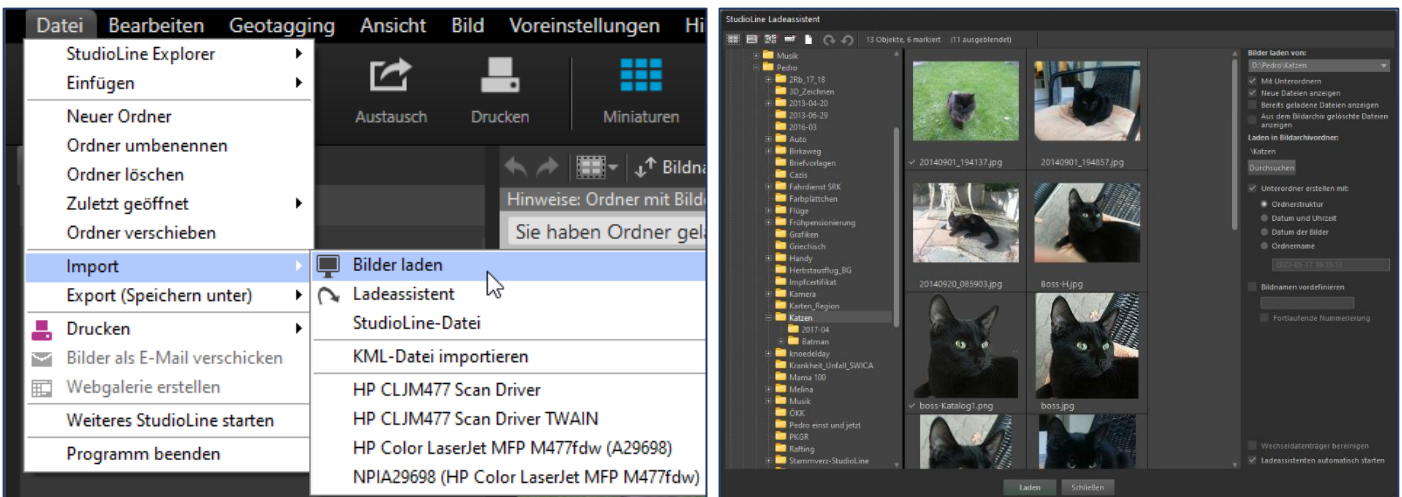 Datei Bearbeiten Geotagging Ansicht Bild Voreinstellungen Hi
StudioLine Explorer
Einfügen
Neuer Ordner
Ordner umbenennen
Ordner löschen
Zuletzt geöffnet
Ordner verschieben
Import
Export (Speichern unter)
Drucken
Bilder als E-Mail verschicken
Webgalerie erstellen
Weiteres StudioLine starten
Programm beenden
Austausch Drucken Miniaturen
Bildna
Hinweise: Ordner mit Bild
Sie haben Ordner gel
Bilder laden
Ladeassistent
StudioLine-Datei
KML-Datei importieren
HP CLJM477 Scan Driver
HP CLJM477 Scan Driver TWAIN
HP Color LaserJet MFP M477fdw (A29698)
NPIA29698 (HP Color LaserJet MFP M477fdw)
StudioLine Ladeassistent
13 Objekte, 6 markiert (11 ausgeblendet)
Musik
Pedro
2Rb_17_18
3D_Zeichnen
2013-04-20
2013-06-29
2016-03
Auto
Birkaweg
Briefvorlagen
Cazis
Fahrdienst SRK
Farbplättchen
Flüge
Frühpensionierung
Grafiken
Griechisch
Handy
Herbstausflug_BG
Impfcertifikat
Kamera
Karten_Region
Katzen
2017-04
Batman
knoedelday
Krankheit_Unfall_SWICA
Mama 100
Melina
Musik
ÖKK
Pedro einst und jetzt
PKGR
Rafting
Stammverz-StudioLine
20140901_194137.jpg 20140901_194857.jpg
20140920_085903.jpg Boss-H.jpg
boss-Katalog1.png boss.jpg
Bilder laden von:
D:\Pedro\Katzen
Mit Unterordnern
Neue Dateien anzeigen
Bereits geladene Dateien anzeigen
Aus dem Bildarchiv gelöschte Dateien
anzeigen
Laden in Bildarchivordner:
\Katzen
Durchsuchen
Unterordner erstellen mit:
Ordnerstruktur
Datum und Uhrzeit
Datum der Bilder
Ordnername
Bildnamen vordefinieren
Fortlaufende Nummerierung
Wechseldatenträger bereinigen
Ladeassistenten automatisch starten
Laden Schließen